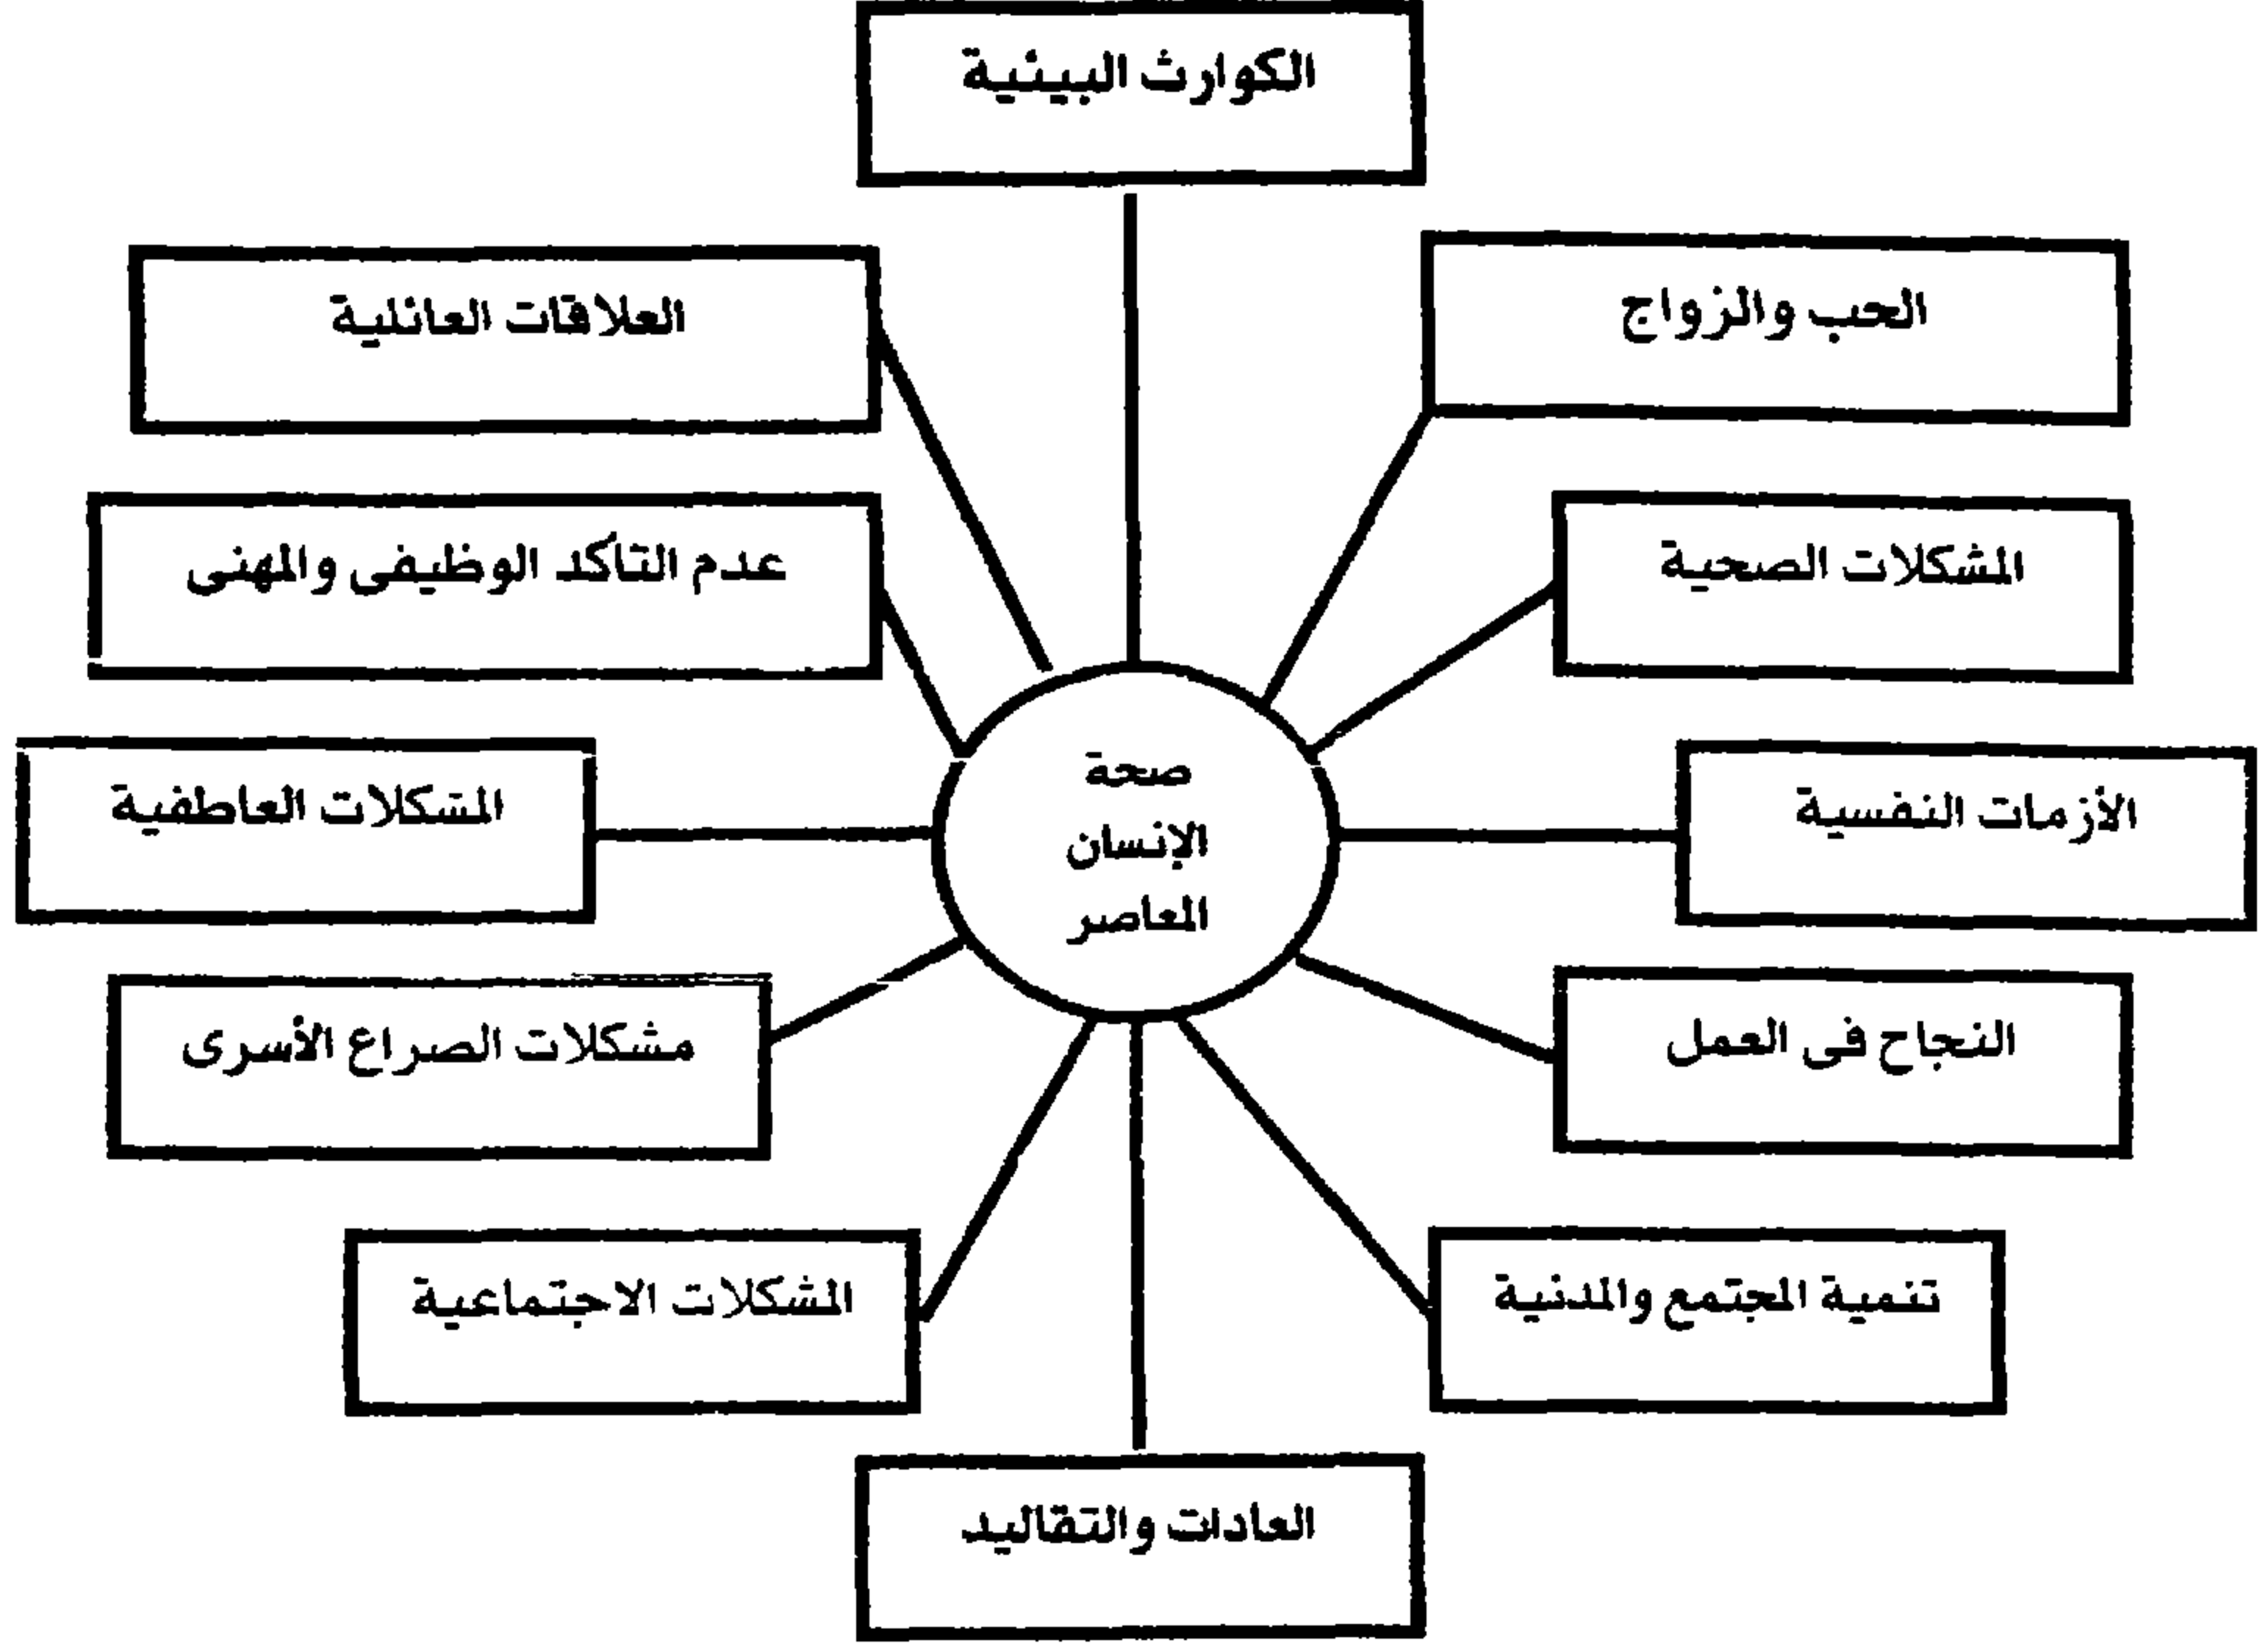 الكوارث البيئية
الحب والزواج
العلاقات العائلية
المشكلات الصحية
عدم التأكد الوظيفى والمهنى
الأزمات النفسية
صحة
الإنسان
المعاصر
المشكلات العاطفية
النجاح فى العمل
مشكلات الصراع الأسرى
تنمية المجتمع والمدنية
المشكلات الاجتماعية
العادات والتقاليد